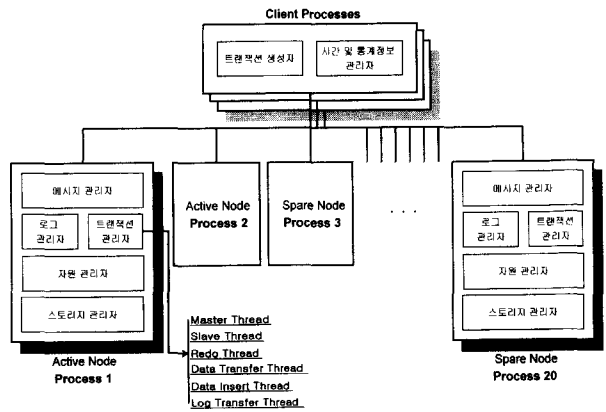 Client Processes
트랜잭션 생성자
시간 및 통계정보
관리자
메시지 관리자
로그
관리자
트랜잭션
관리자
자원 관리자
스토리지 관리자
Active Node
Process 1
Active Node
Process 2
Spare Node
Process 3
. . .
메시지 관리자
로그
관리자
트랜잭션
관리자
자원 관리자
스토리지 관리자
Spare Node
Process 20
Master Thread
Slave Thread
Redo Thread
Data Transfer Thread
Data Insert Thread
Log Transfer Thread